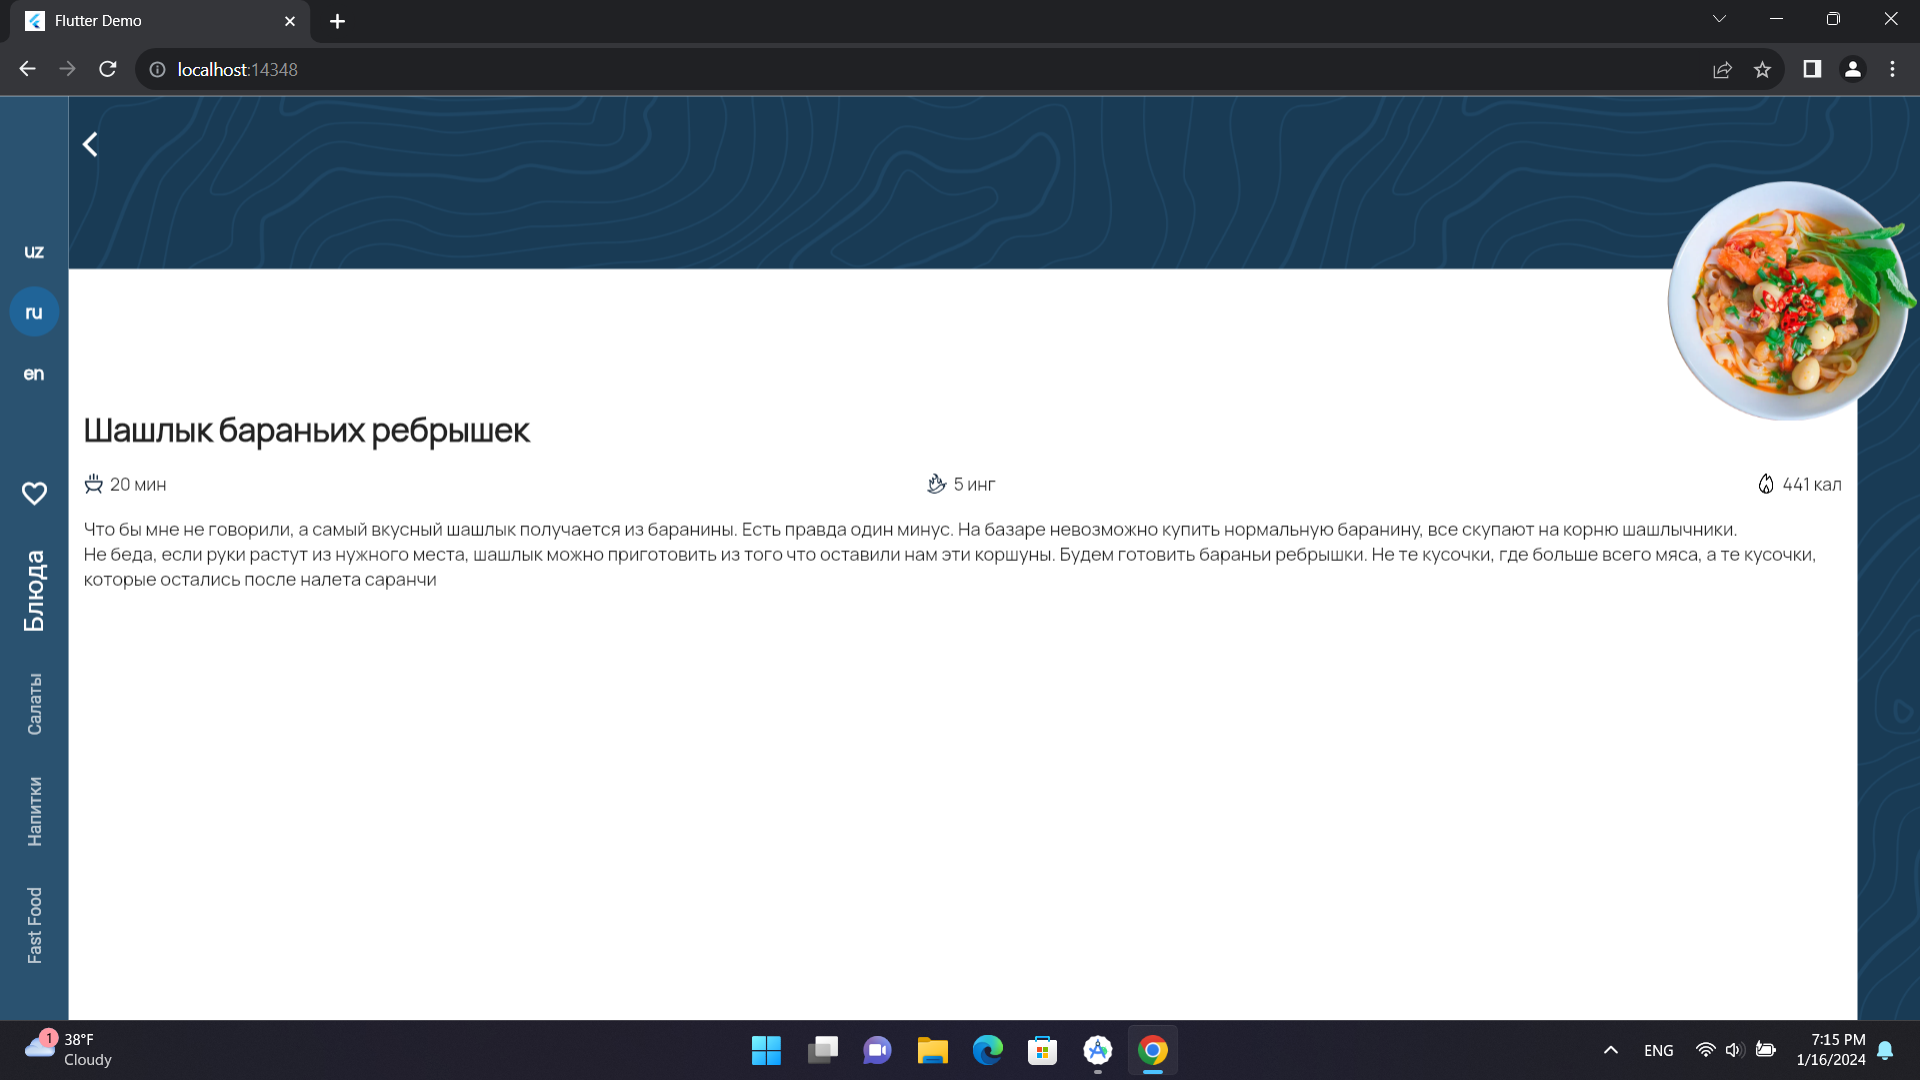 Flutter Demo
localhost:14348
uz
ru
en
Блюда
Салаты
Напитки
Fast Food
Шашлык бараньих ребрышек
20 мин
5 инг
441 кал
Что бы мне не говорили, а самый вкусный шашлык получается из баранины. Есть правда один минус. На базаре невозможно купить нормальную баранину, все скупают на корню шашлычники.
Не беда, если руки растут из нужного места, шашлык можно приготовить из того что оставили нам эти коршуны. Будем готовить бараньи ребрышки. Не те кусочки, где больше всего мяса, а те кусочки,
которые остались после налета саранчи
1
38°F
Cloudy
ENG
7:15 PM
1/16/2024